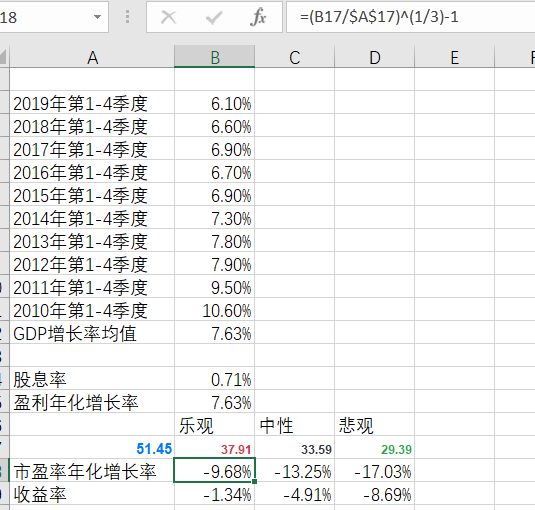 18 =(B17/$A$17)^(1/3)-1
A B C D E
2019年第1-4季度 6.10%
2018年第1-4季度 6.60%
2017年第1-4季度 6.90%
2016年第1-4季度 6.70%
2015年第1-4季度 6.90%
2014年第1-4季度 7.30%
2013年第1-4季度 7.80%
2012年第1-4季度 7.90%
2011年第1-4季度 9.50%
2010年第1-4季度 10.60%
GDP增长率均值 7.63%
股息率 0.71%
盈利年化增长率 7.63%
乐观 中性 悲观
51.45 37.91 33.59 29.39
市盈率年化增长率 -9.68% -13.25% -17.03%
收益率 -1.34% -4.91% -8.69%